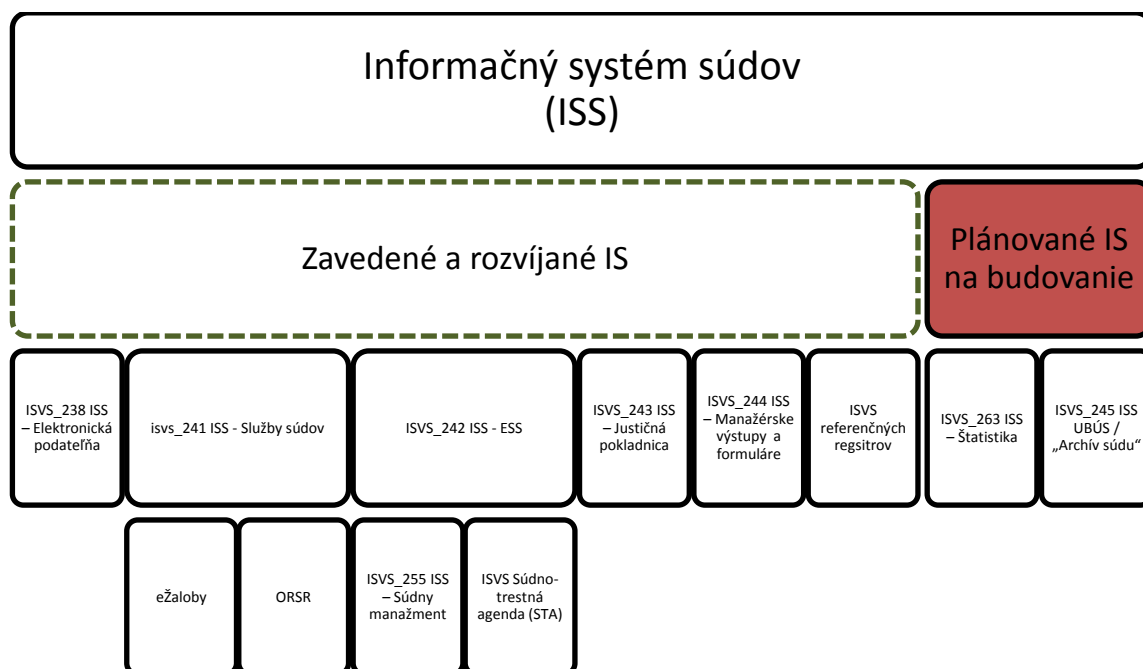 Informačný systém súdov
(ISS)
Zavedené a rozvíjané IS
Plánované IS
na budovanie
ISVS_238 ISS
– Elektronická
podateľňa
isvs_241 ISS - Služby súdov
ISVS_242 ISS - ESS
ISVS_243 ISS
– Justičná
pokladnica
ISVS_244 ISS
– Manažérske
výstupy a
formuláre
ISVS
referenčných
regsitrov
ISVS_263 ISS
– Štatistika
ISVS_245 ISS
UBÚS /
„Archív súdu“
eŽaloby
ORSR
ISVS_255 ISS
– Súdny
manažment
ISVS Súdno-
trestná
agenda (STA)